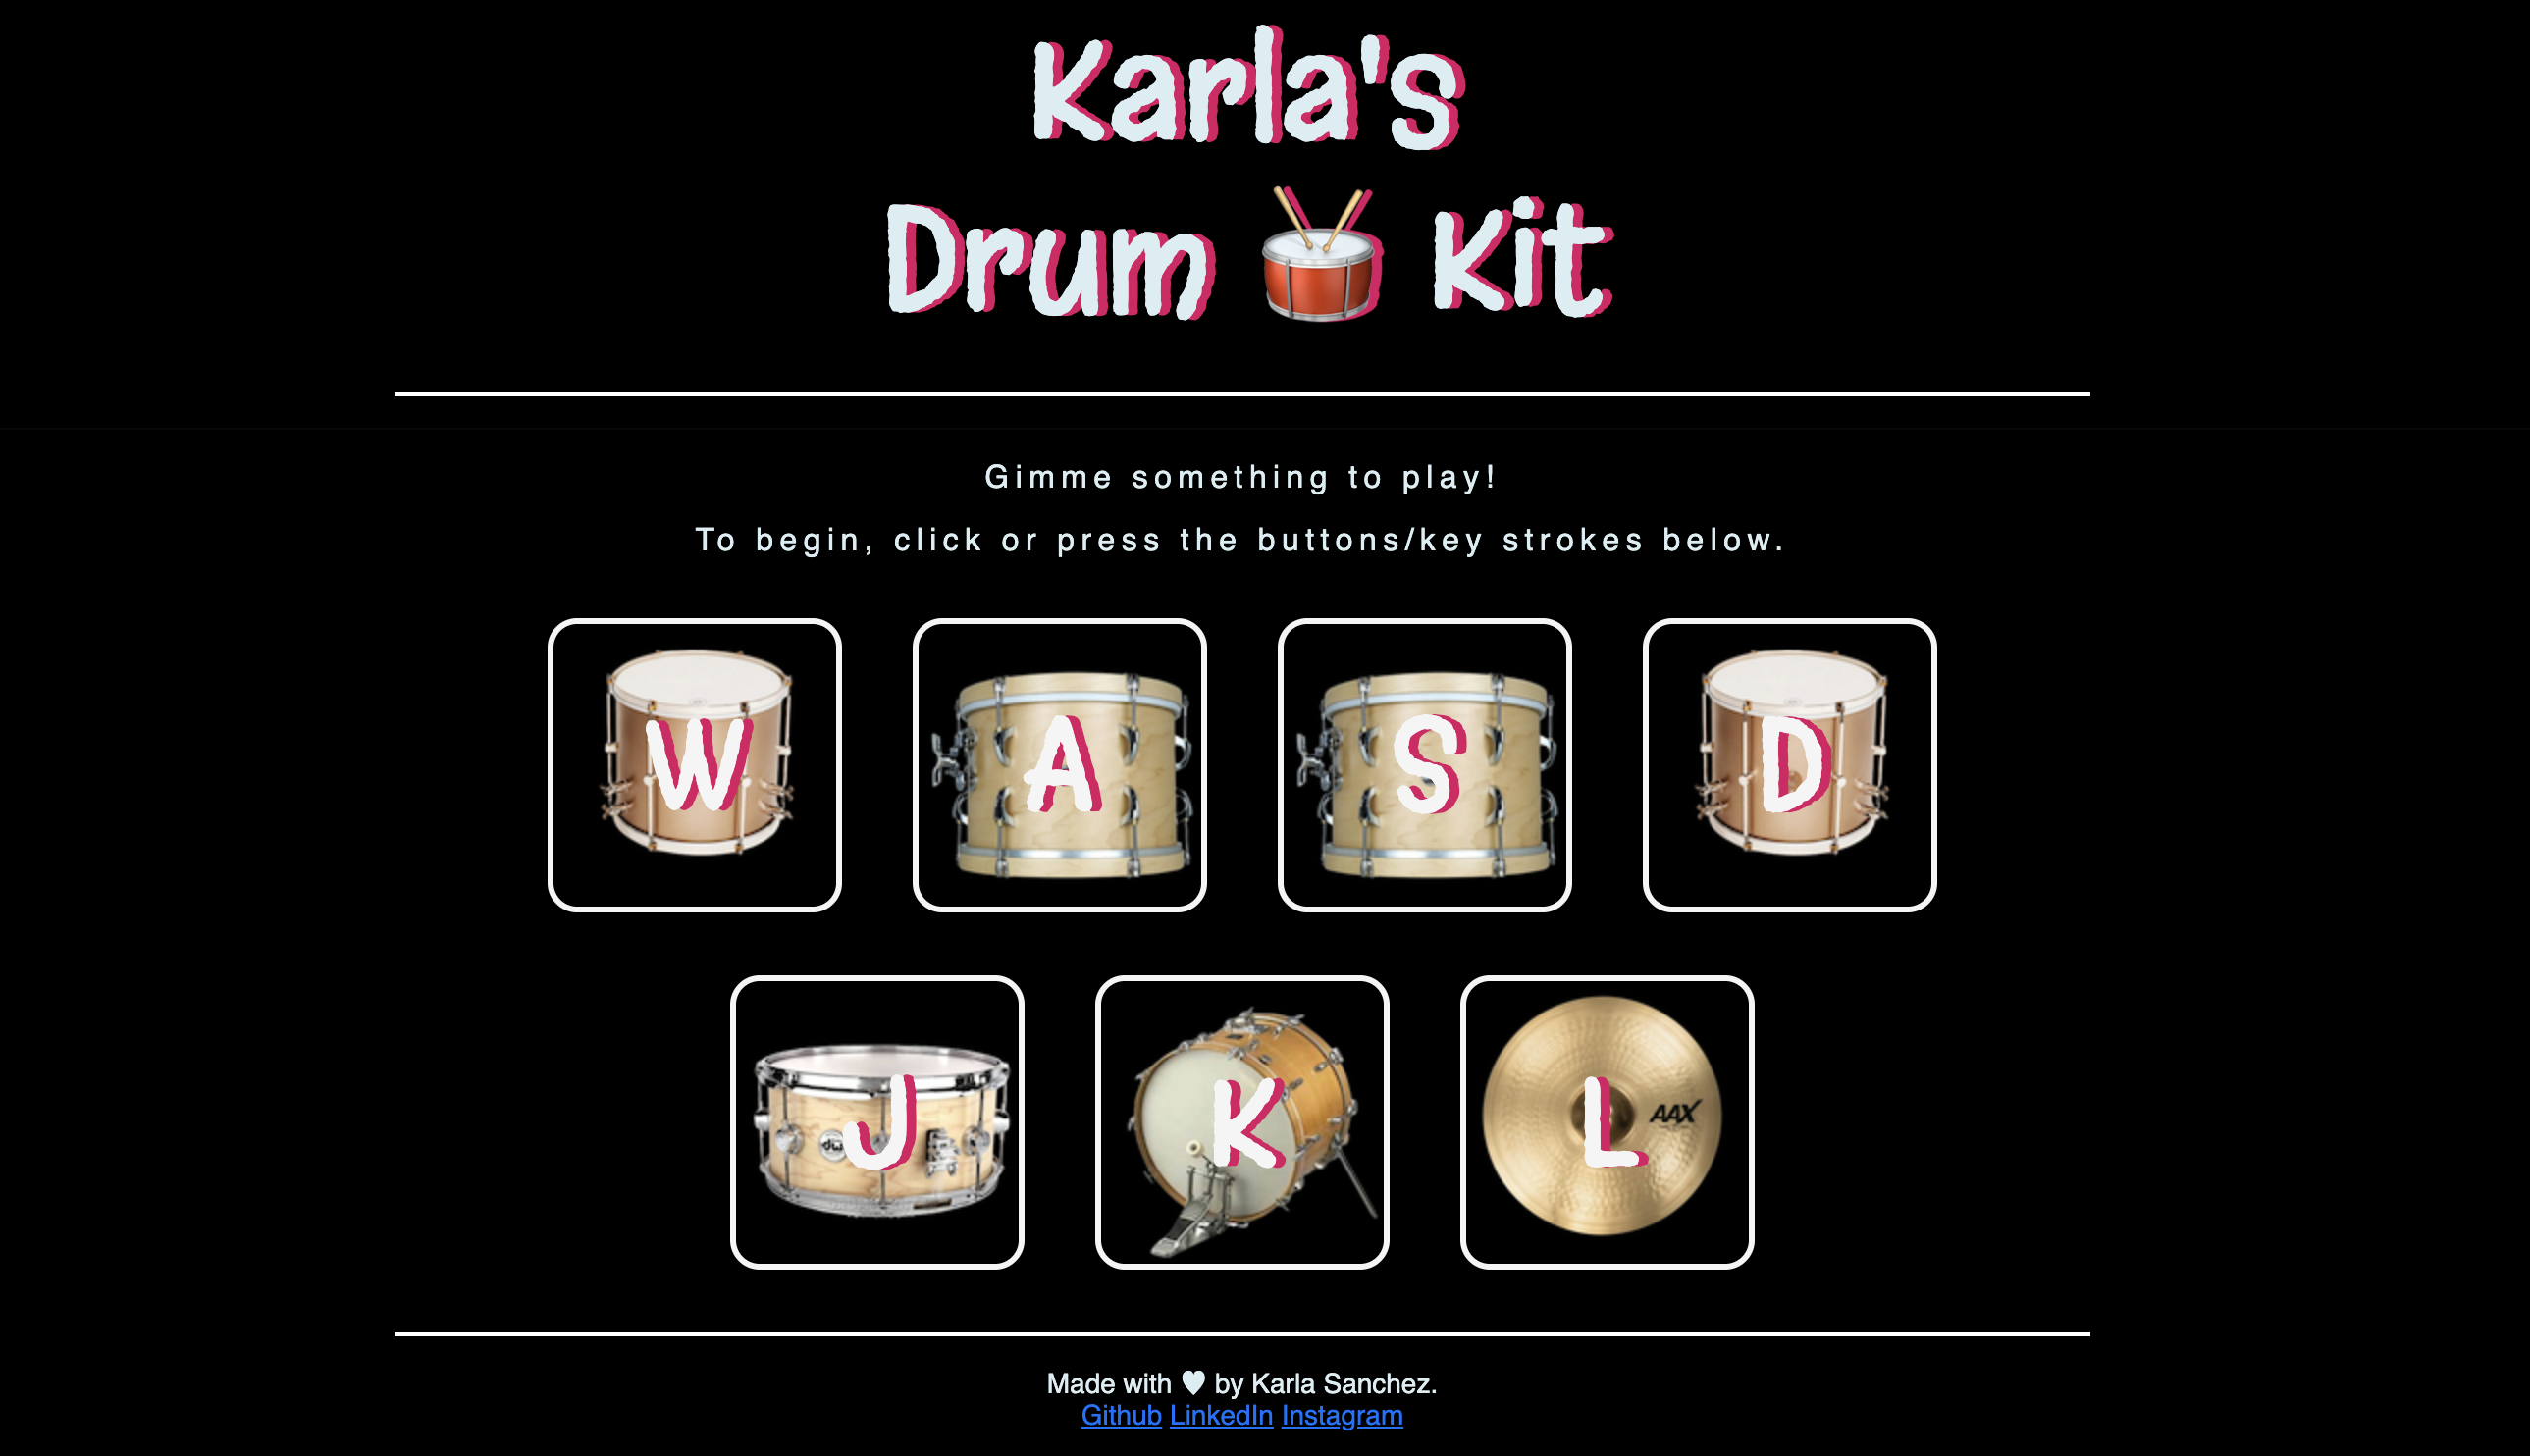 Karla's
Drum 🥁 Kit
Gimme something to play!
To begin, click or press the buttons/key strokes below.
W A S D
J K L
dw
AAX
Made with ♥ by Karla Sanchez.
Github LinkedIn Instagram